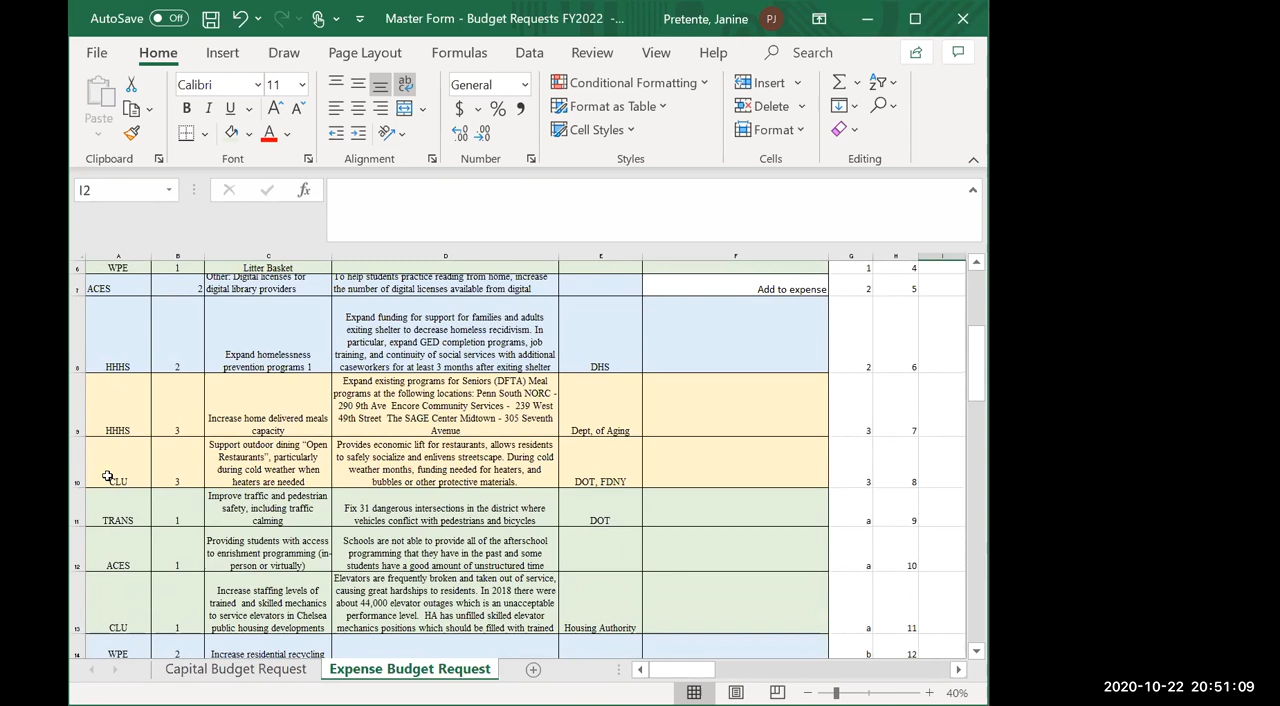 AutoSave Off Master Form - Budget Requests FY2022 -... Pretente, Janine PJ
File Home Insert Draw Page Layout Formulas Data Review View Help Search
Paste Calibri 11 General Conditional Formatting Insert
B I U A A $ % , Format as Table Delete
A Cell Styles Format
Clipboard Font Alignment Number Styles Cells Editing
I2 fx
A B C D E F G H I
6 WPE 1 Litter Basket 1 4
Other: Digital licenses for To help students practice reading from home, increase
7 ACES 2 digital library providers the number of digital licenses available from digital Add to expense 2 5
Expand funding for support for families and adults
exiting shelter to decrease homeless recidivism. In
particular, expand GED completion programs, job
Expand homelessness training, and continuity of social services with additional
8 HHHS 2 prevention programs 1 caseworkers for at least 3 months after exiting shelter DHS 2 6
Expand existing programs for Seniors (DFTA) Meal
programs at the following locations: Penn South NORC -
290 9th Ave Encore Community Services - 239 West
Increase home delivered meals 49th Street The SAGE Center Midtown - 305 Seventh
9 HHHS 3 capacity Avenue Dept. of Aging 3 7
Support outdoor dining “Open Provides economic lift for restaurants, allows residents
Restaurants”, particularly to safely socialize and enlivens streetscape. During cold
during cold weather when weather months, funding needed for heaters, and
10 CLU 3 heaters are needed bubbles or other protective materials. DOT, FDNY 3 8
Improve traffic and pedestrian
safety, including traffic Fix 31 dangerous intersections in the district where
11 TRANS 1 calming vehicles conflict with pedestrians and bicycles DOT a 9
Providing students with access Schools are not able to provide all of the afterschool
to enrishment programming (in- programming that they have in the past and some
12 ACES 1 person or virtually) students have a good amount of unstructured time a 10
Elevators are frequently broken and taken out of service,
Increase staffing levels of causing great hardships to residents. In 2018 there were
trained and skilled mechanics about 44,000 elevator outages which is an unacceptable
to service elevators in Chelsea performance level. HA has unfilled skilled elevator
13 CLU 1 public housing developments mechanics positions which should be filled with trained Housing Authority a 11
14 WPE 2 Increase residential recycling b 12
Capital Budget Request Expense Budget Request
40%
2020-10-22 20:51:09